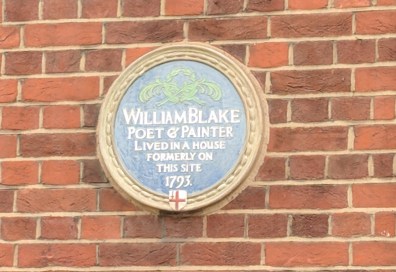 WILLIAM BLAKE
POET & PAINTER
LIVED IN A HOUSE
FORMERLY ON
THIS SITE
1793.